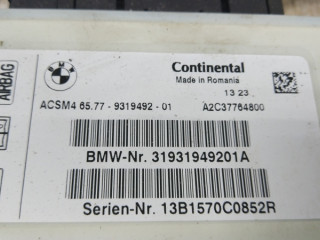 BMW
Continental
Made in Romania
13 23
AIRBAG
ACSM4 65.77 - 9319492 - 01
A2C37764800
BMW-Nr. 31931949201A
Serien-Nr. 13B1570C0852R